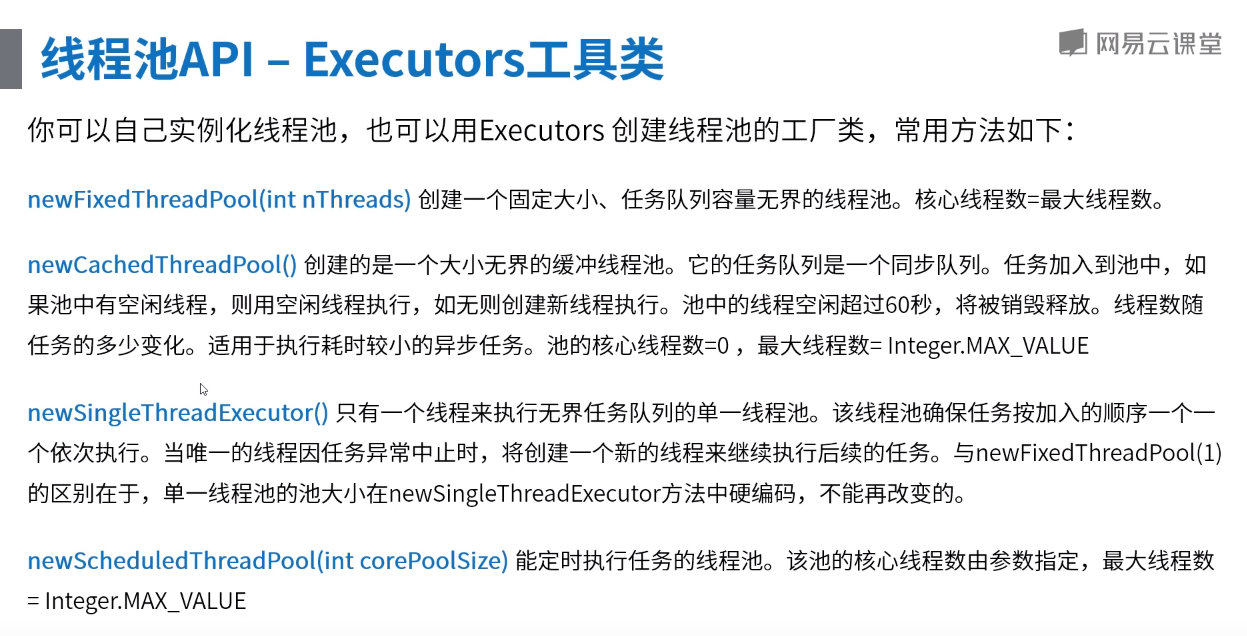 线程池API – Executors工具类
网易云课堂
你可以自己实例化线程池，也可以用Executors 创建线程池的工厂类，常用方法如下：
newFixedThreadPool(int nThreads) 创建一个固定大小、任务队列容量无界的线程池。核心线程数=最大线程数。
newCachedThreadPool() 创建的是一个大小无界的缓冲线程池。它的任务队列是一个同步队列。任务加入到池中，如
果池中有空闲线程，则用空闲线程执行，如无则创建新线程执行。池中的线程空闲超过60秒，将被销毁释放。线程数随
任务的多少变化。适用于执行耗时较小的异步任务。池的核心线程数=0 ，最大线程数= Integer.MAX_VALUE
newSingleThreadExecutor() 只有一个线程来执行无界任务队列的单一线程池。该线程池确保任务按加入的顺序一个一
个依次执行。当唯一的线程因任务异常中止时，将创建一个新的线程来继续执行后续的任务。与newFixedThreadPool(1)
的区别在于，单一线程池的池大小在newSingleThreadExecutor方法中硬编码，不能再改变的。
newScheduledThreadPool(int corePoolSize) 能定时执行任务的线程池。该池的核心线程数由参数指定，最大线程数
= Integer.MAX_VALUE